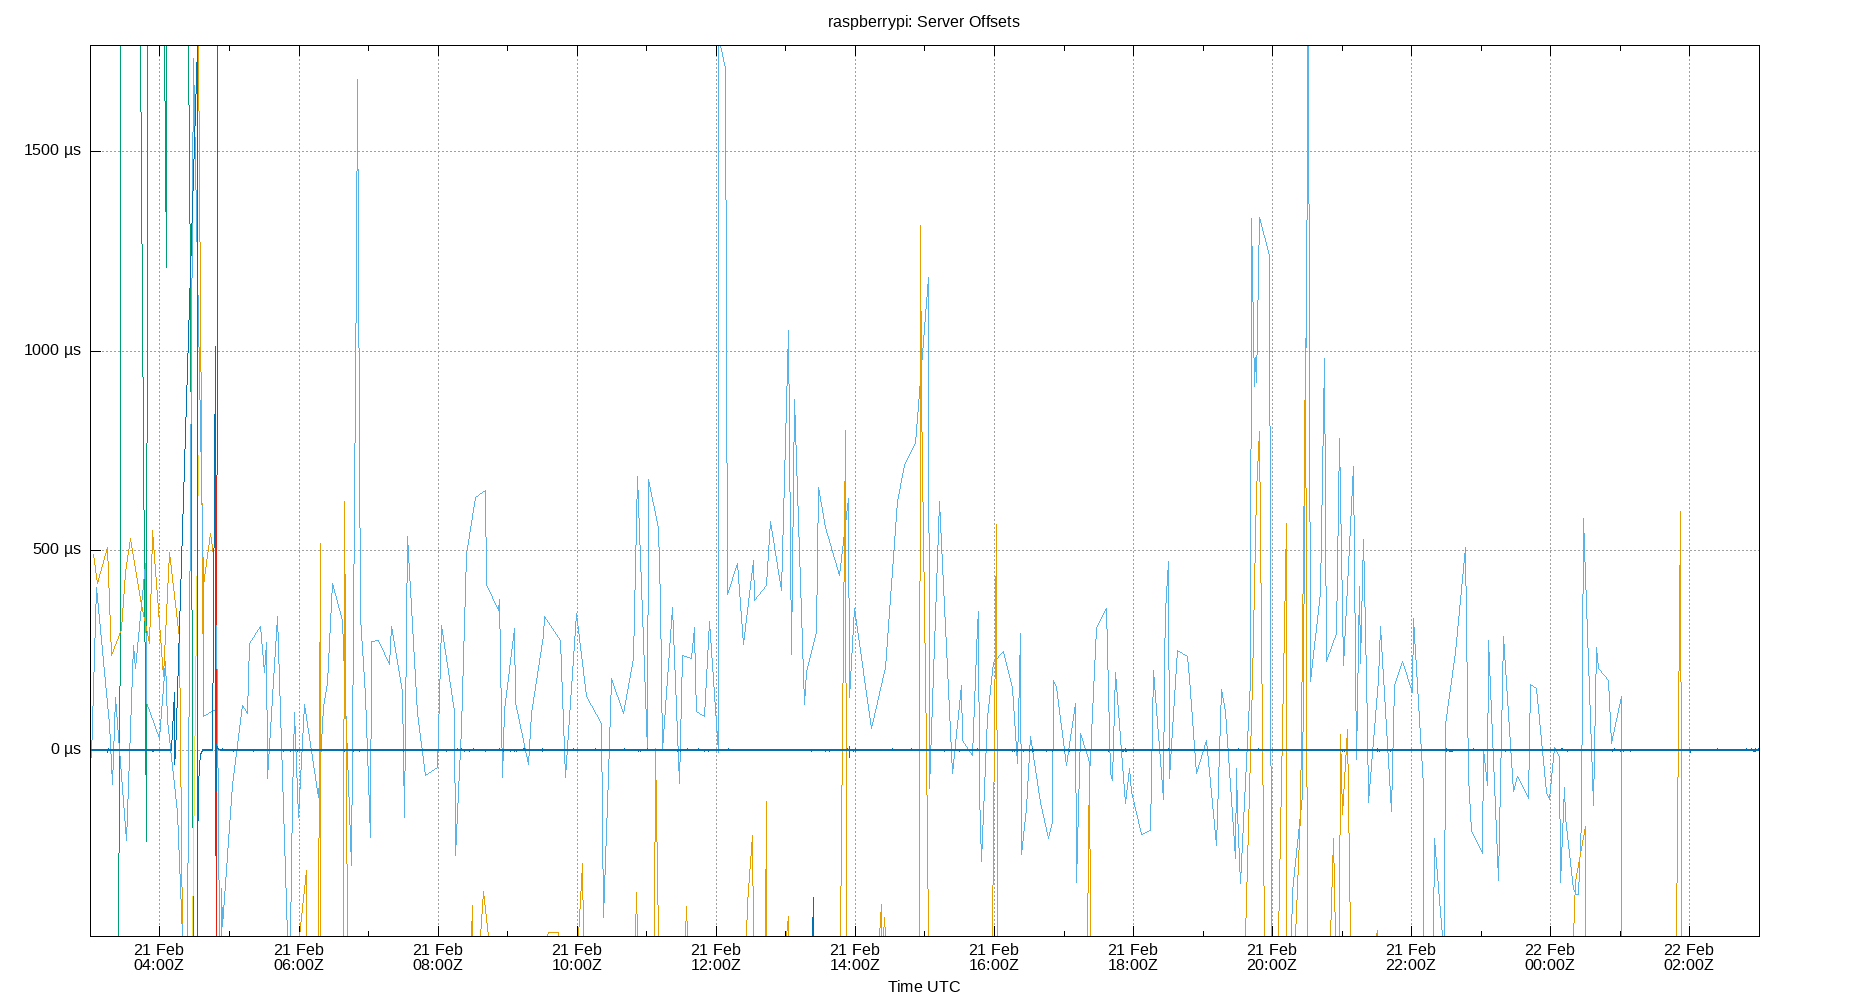 raspberrypi: Server Offsets
1500 µs
1000 µs
500 µs
0 µs
21 Feb 21 Feb 21 Feb 21 Feb 21 Feb 21 Feb 21 Feb 21 Feb 21 Feb 21 Feb 22 Feb 22 Feb
04:00Z 06:00Z 08:00Z 10:00Z 12:00Z 14:00Z 16:00Z 18:00Z 20:00Z 22:00Z 00:00Z 02:00Z
Time UTC